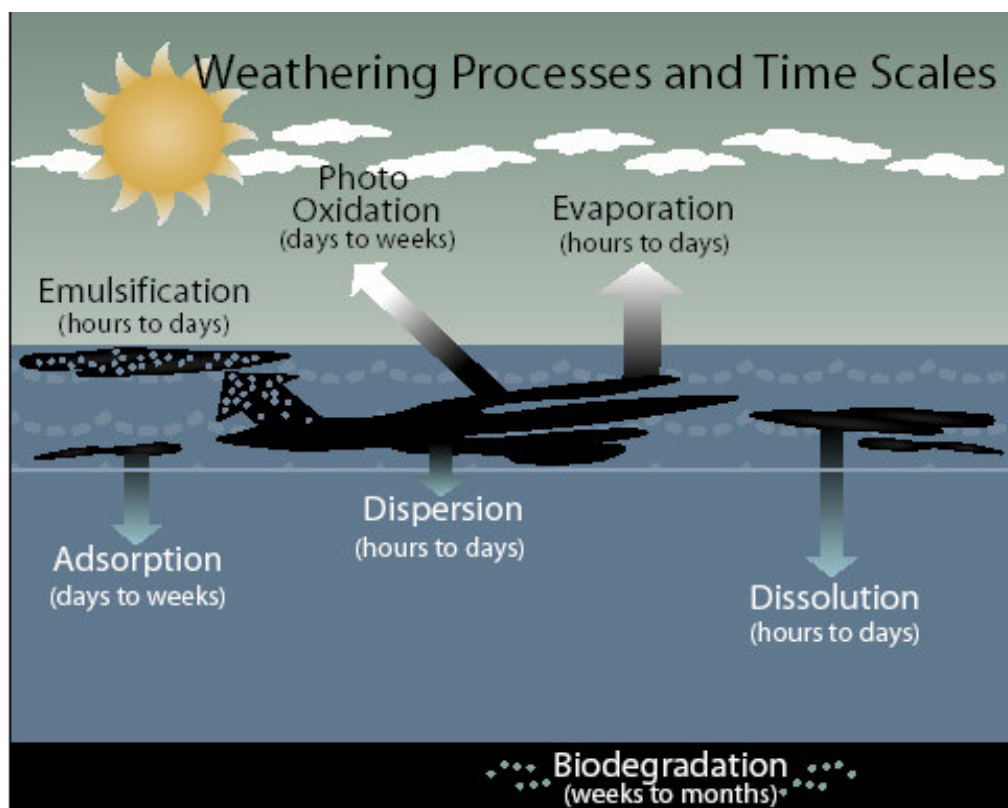 Weathering Processes and Time Scales
Photo
Oxidation
(days to weeks)
Evaporation
(hours to days)
Emulsification
(hours to days)
Dispersion
(hours to days)
Adsorption
(days to weeks)
Dissolution
(hours to days)
Biodegradation
(weeks to months)